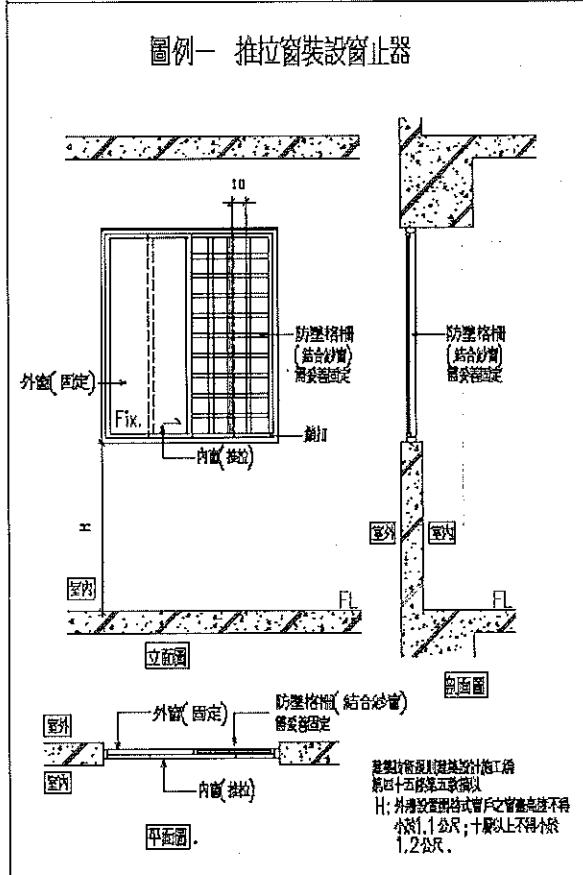 圖例一 推拉窗裝設窗止器
10
防墜格柵
(結合紗窗)
需妥善固定
外窗(固定)
Fix.
內窗(推拉)
H
室內
FL
立面圖
防墜格柵
(結合紗窗)
需妥善固定
室外
室內
FL
剖面圖
室外
室內
外窗(固定)
防墜格柵(結合紗窗)
需妥善固定
內窗(推拉)
平面圖.
建築技術規則建築設計施工編
第四十五條第五款
H:外牆設置開啟式窗戶之窗臺高度不得
小於1.1公尺;十層以上不得小於
1.2公尺.